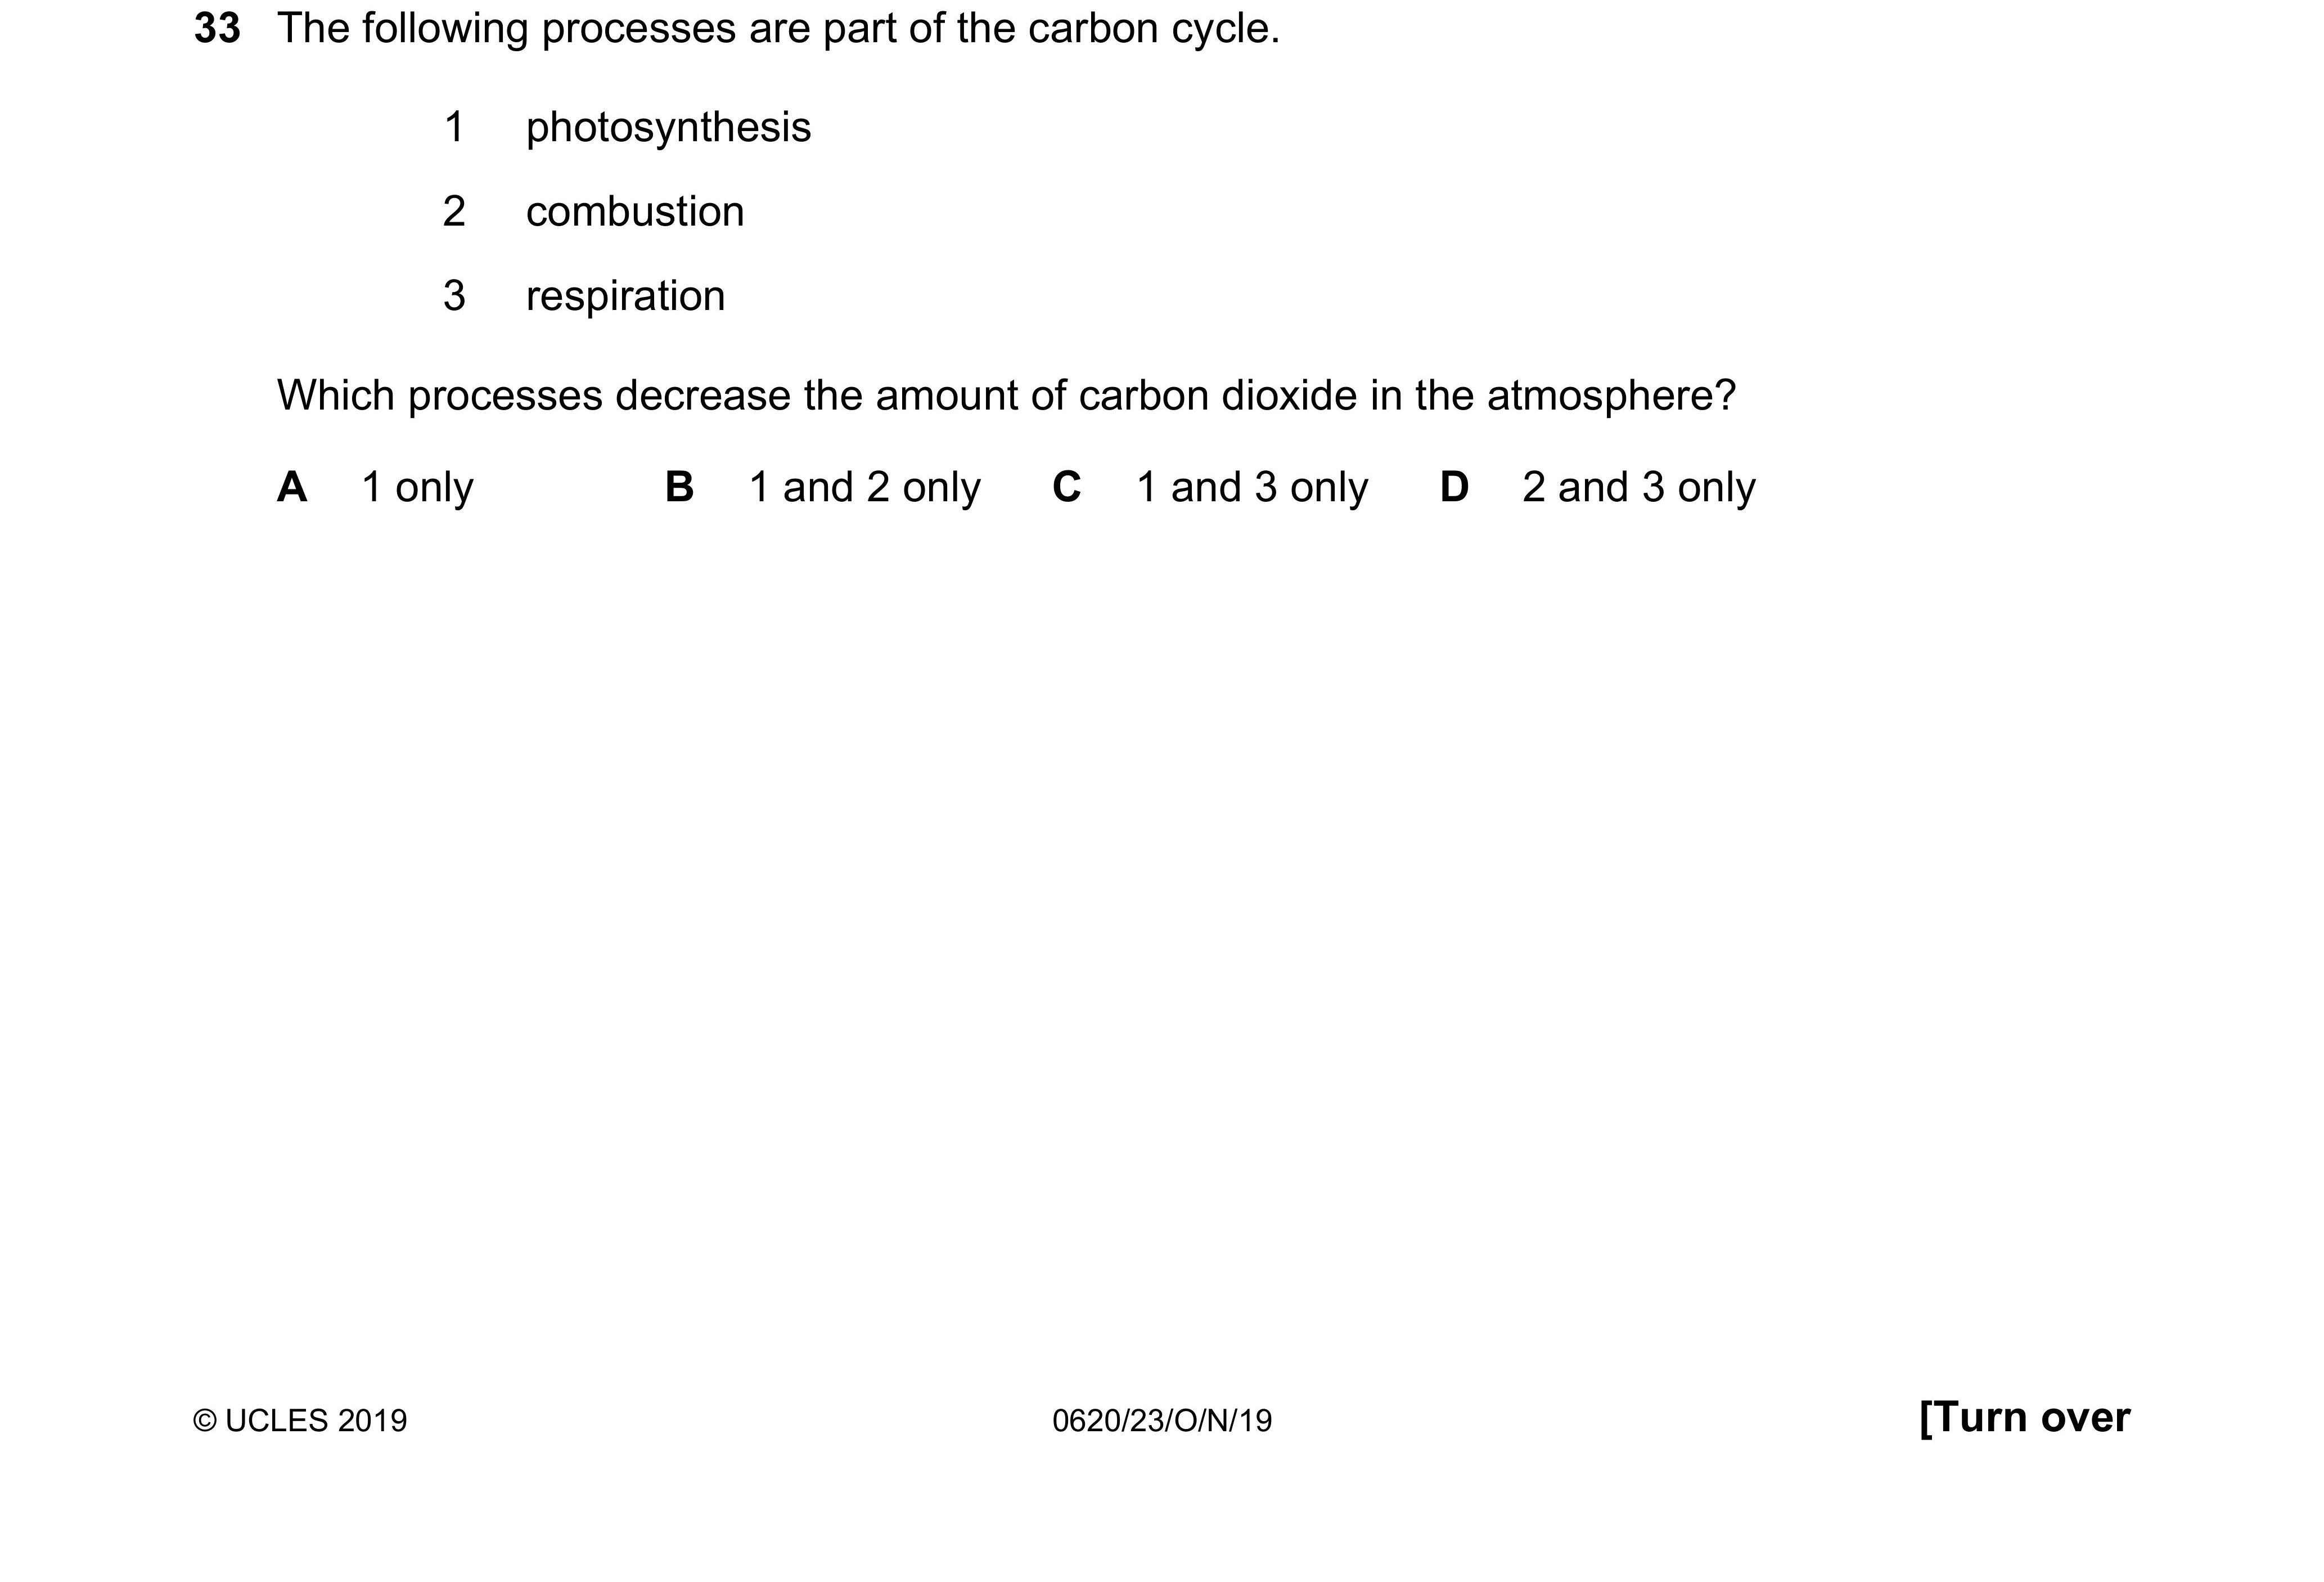 33 The following processes are part of the carbon cycle.
1 photosynthesis
2 combustion
3 respiration
Which processes decrease the amount of carbon dioxide in the atmosphere?
A 1 only B 1 and 2 only C 1 and 3 only D 2 and 3 only
© UCLES 2019 0620/23/O/N/19 [Turn over